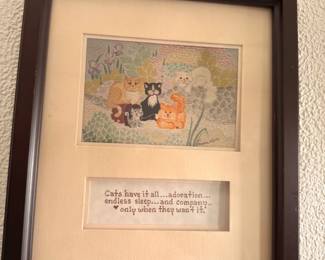 Cats have it all...adoration...
endless sleep...and company..
only when they want it."